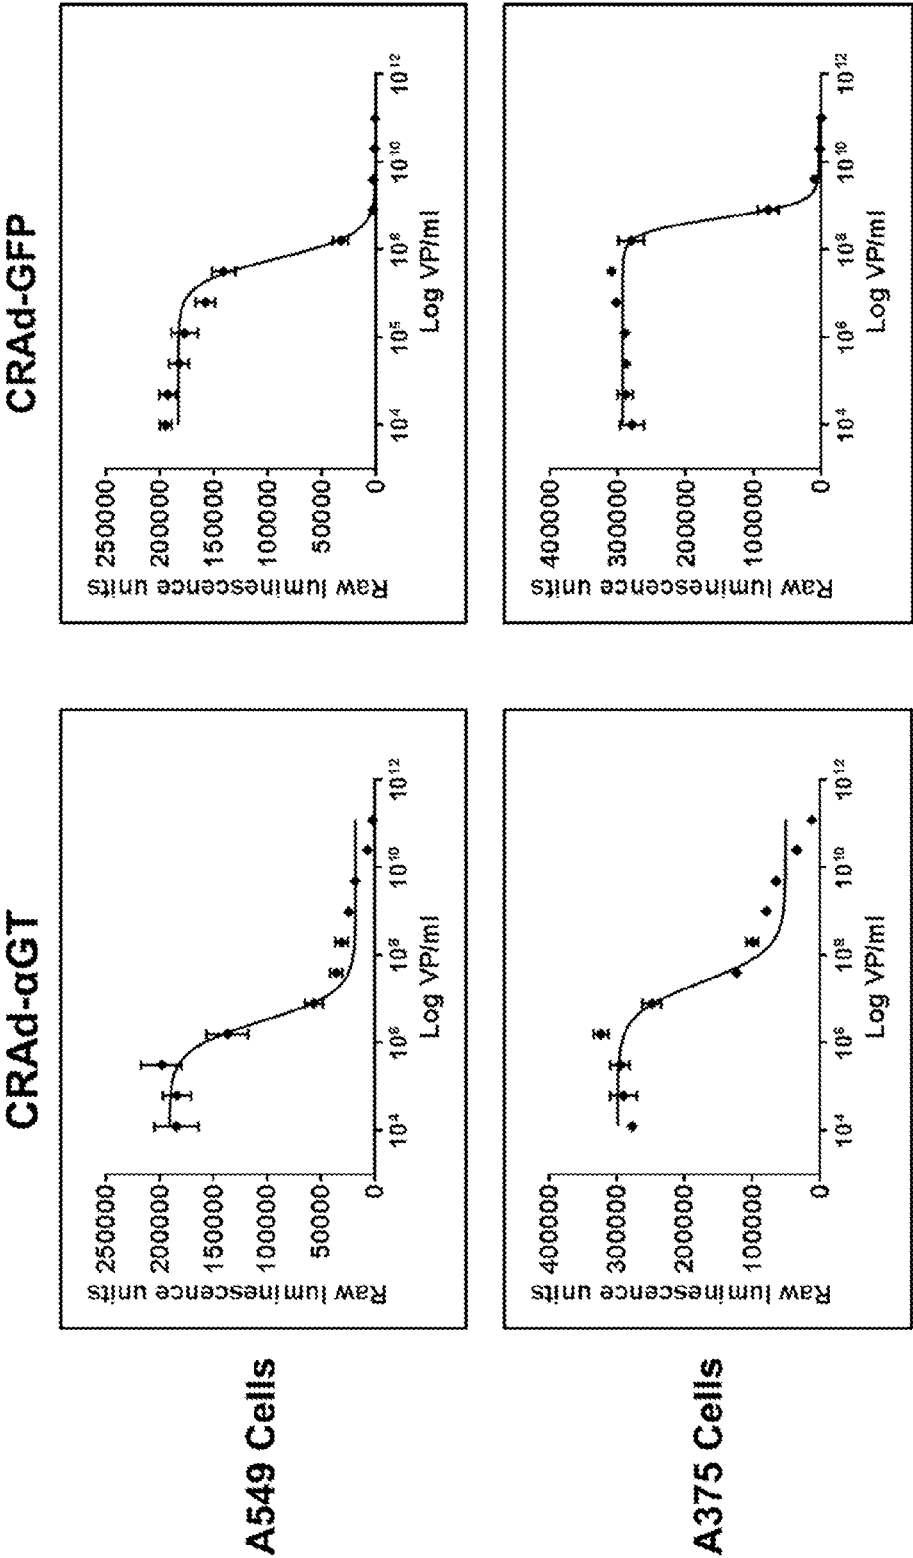 CRAd-αGT
CRAd-GFP
A549 Cells
Raw luminescence units
250000
200000
150000
100000
50000
0
10⁴ 10⁶ 10⁸ 10¹⁰ 10¹²
Log VP/ml
Raw luminescence units
250000
200000
150000
100000
50000
0
10⁴ 10⁶ 10⁸ 10¹⁰ 10¹²
Log VP/ml
A375 Cells
Raw luminescence units
400000
300000
200000
100000
0
10⁴ 10⁶ 10⁸ 10¹⁰ 10¹²
Log VP/ml
Raw luminescence units
400000
300000
200000
100000
0
10⁴ 10⁶ 10⁸ 10¹⁰ 10¹²
Log VP/ml